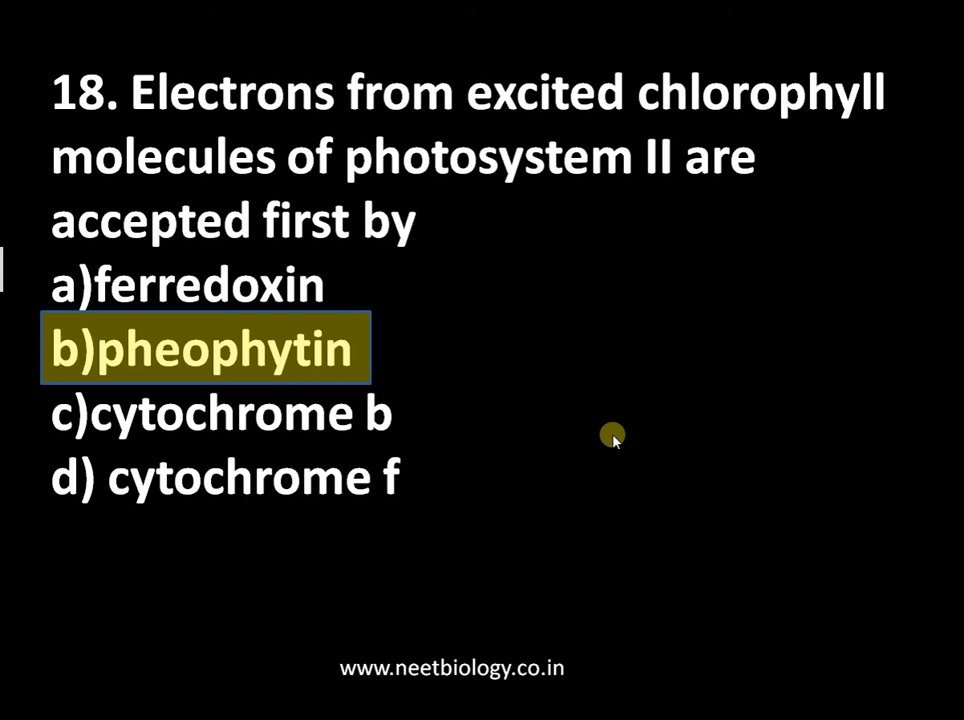 18. Electrons from excited chlorophyll
molecules of photosystem II are
accepted first by
a)ferredoxin
b)pheophytin
c)cytochrome b
d) cytochrome f
www.neetbiology.co.in